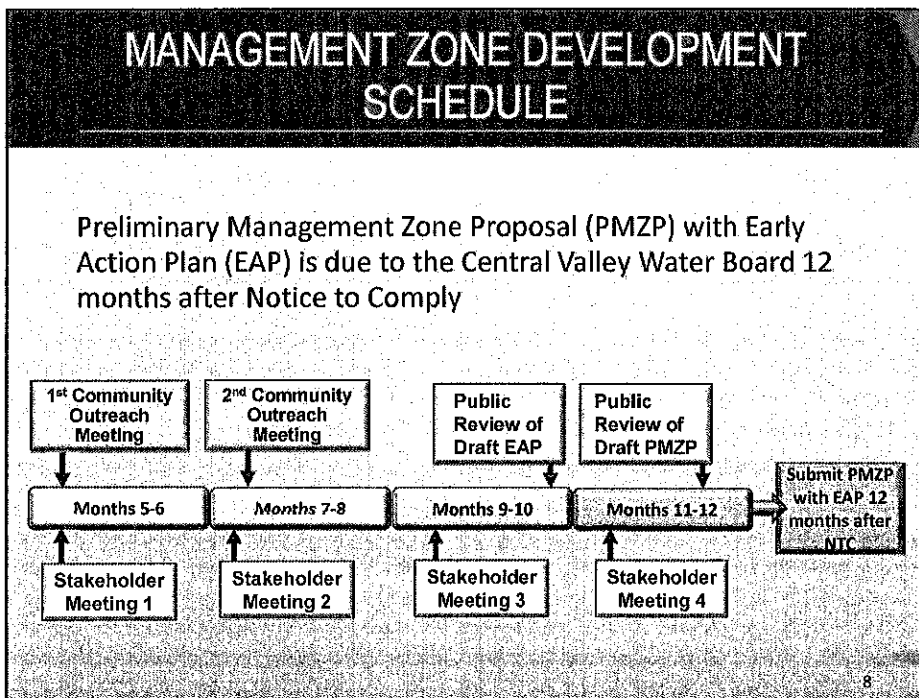 MANAGEMENT ZONE DEVELOPMENT
SCHEDULE
Preliminary Management Zone Proposal (PMZP) with Early
Action Plan (EAP) is due to the Central Valley Water Board 12
months after Notice to Comply
1st Community
Outreach
Meeting
2nd Community
Outreach
Meeting
Public
Review of
Draft EAP
Public
Review of
Draft PMZP
Months 5-6
Months 7-8
Months 9-10
Months 11-12
Submit PMZP
with EAP 12
months after
NTC
Stakeholder
Meeting 1
Stakeholder
Meeting 2
Stakeholder
Meeting 3
Stakeholder
Meeting 4
8